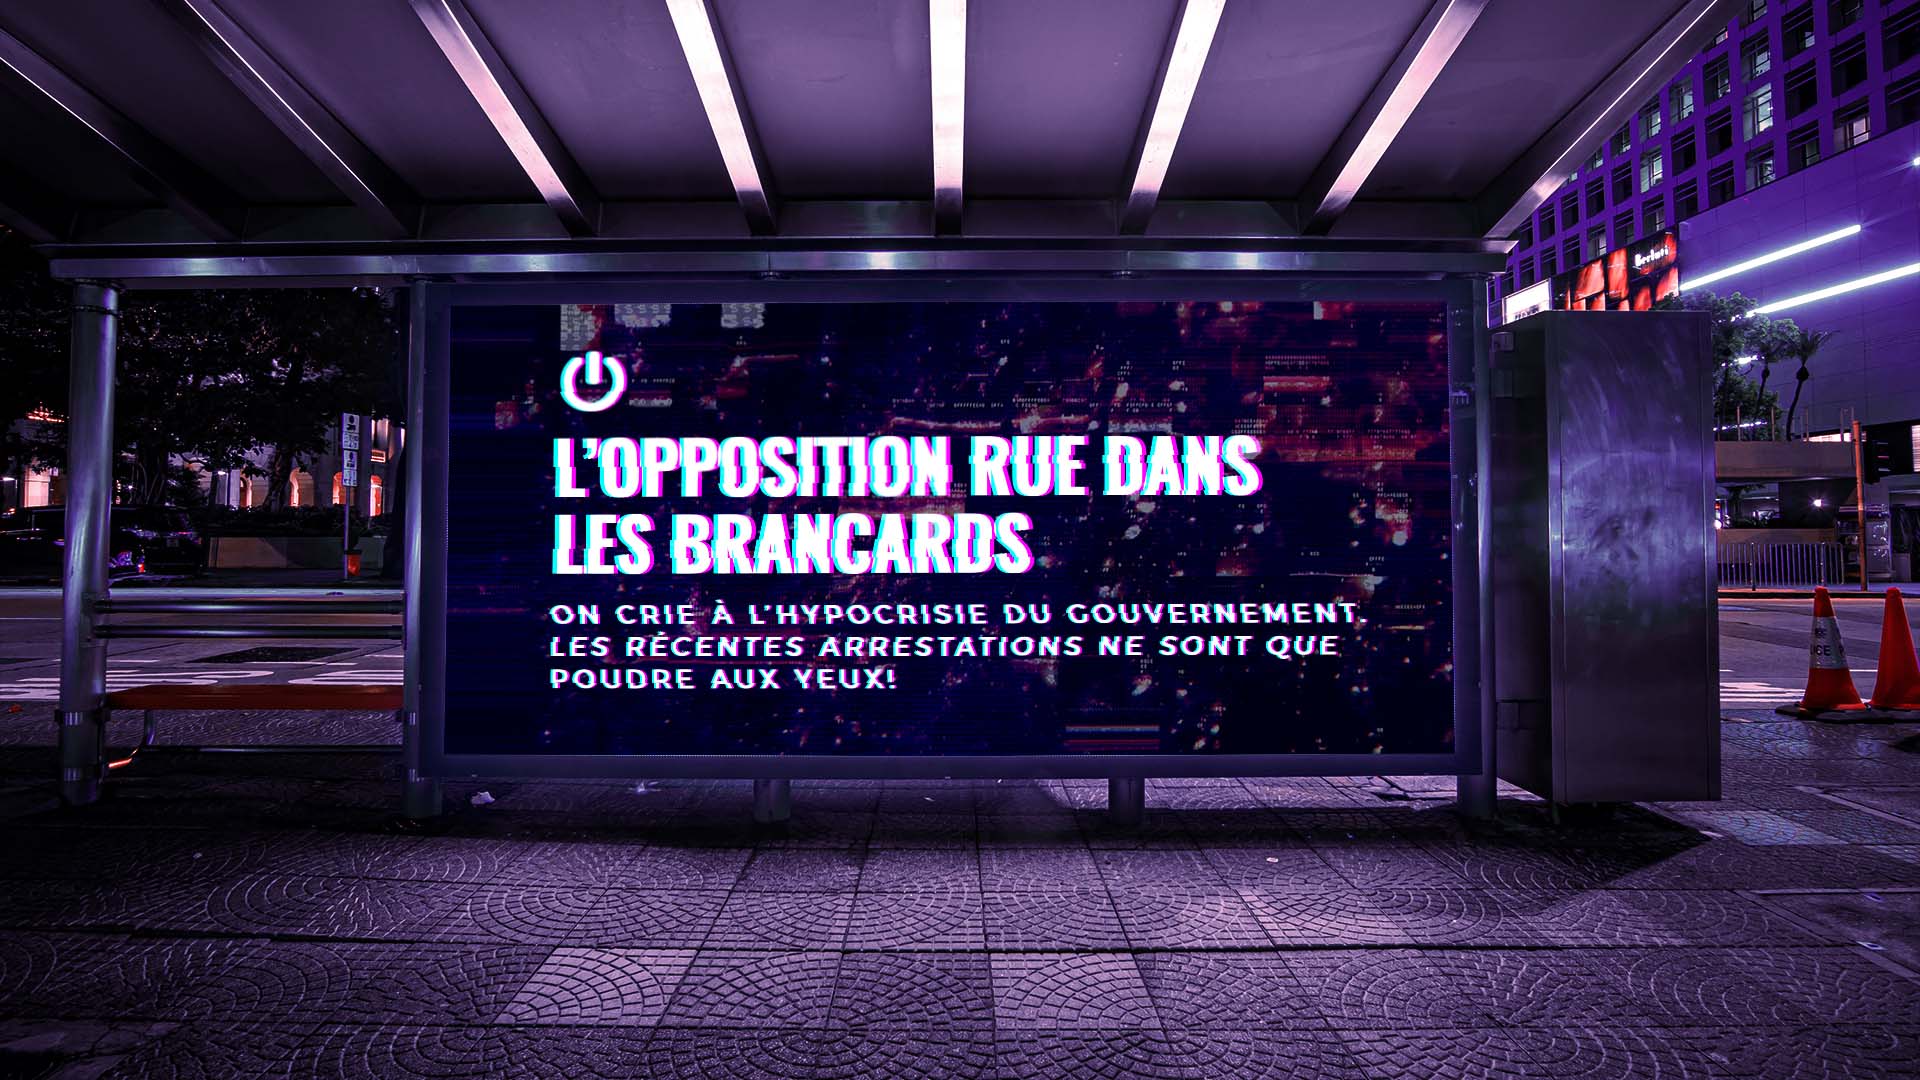 Berluti
L'OPPOSITION RUE DANS
LES BRANCARDS
ON CRIE À L'HYPOCRISIE DU GOUVERNEMENT.
LES RÉCENTES ARRESTATIONS NE SONT QUE
POUDRE AUX YEUX!